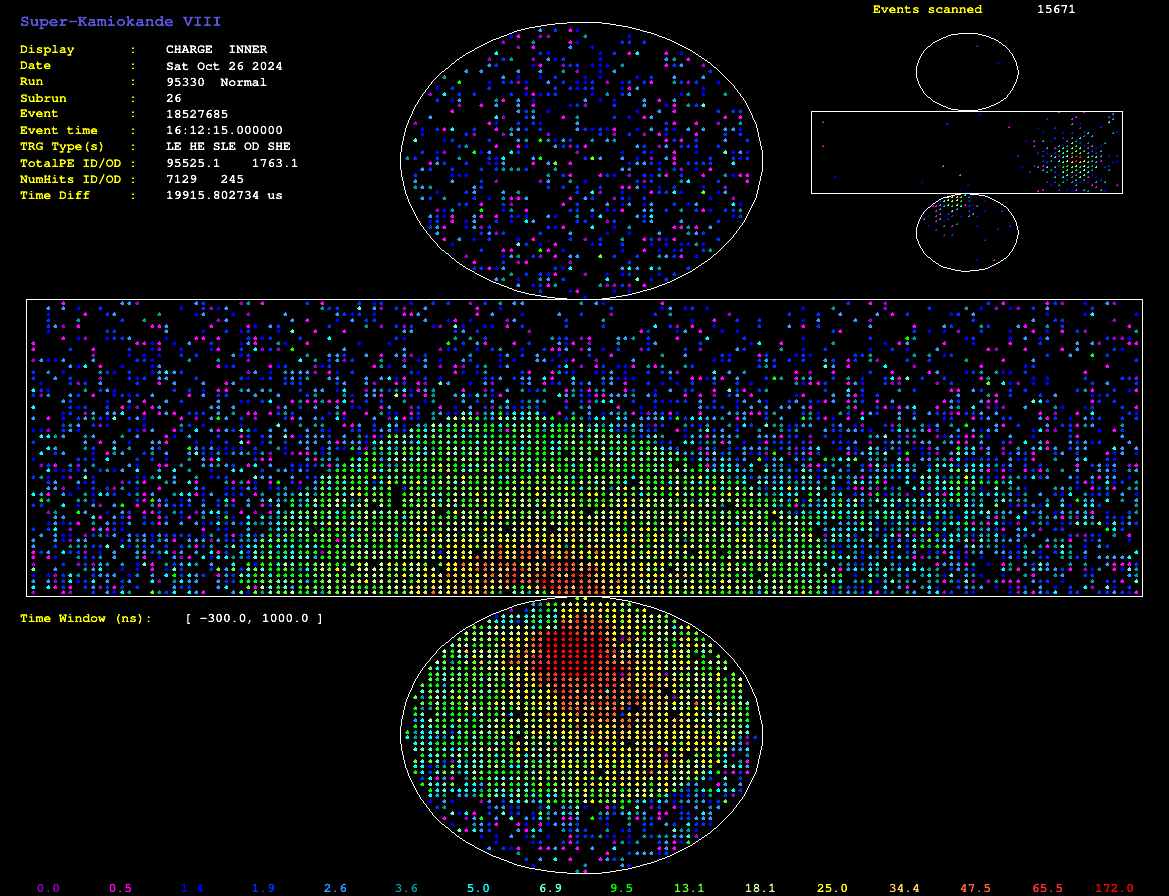 Super-Kamiokande VIII
Events scanned 15671
Display : CHARGE INNER
Date : Sat Oct 26 2024
Run : 95330 Normal
Subrun : 26
Event : 18527685
Event time : 16:12:15.000000
TRG Type(s) : LE HE SLE OD SHE
TotalPE ID/OD : 95525.1 1763.1
NumHits ID/OD : 7129 245
Time Diff : 19915.802734 us
Time Window (ns): [ -300.0, 1000.0 ]
0.0 0.5 1.4 1.9 2.6 3.6 5.0 6.9 9.5 13.1 18.1 25.0 34.4 47.5 65.5 172.0